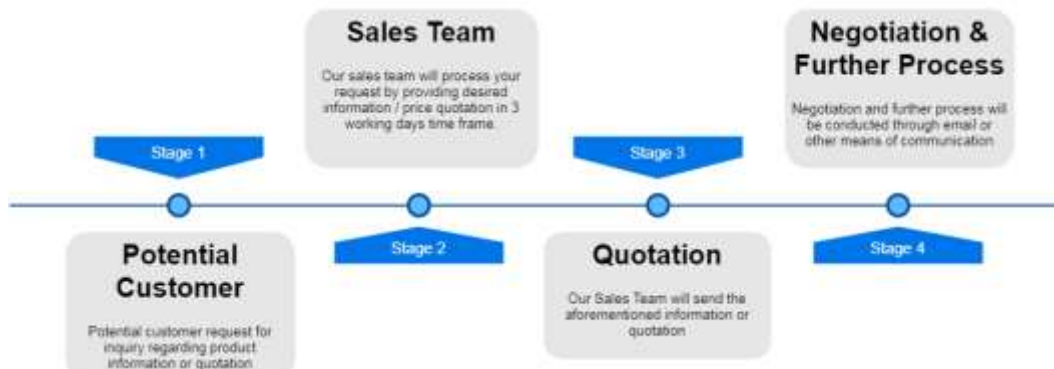 Sales Team
Our sales team will process your
request by providing desired
information / price quotation in 3
working days time frame.
Negotiation &
Further Process
Negotiation and further process will
be conducted through email or
other means of communication
Stage 1
Stage 3
Stage 2
Stage 4
Potential
Customer
Potential customer request for
inquiry regarding product
information or quotation
Quotation
Our Sales Team will send the
aforementioned information or
quotation